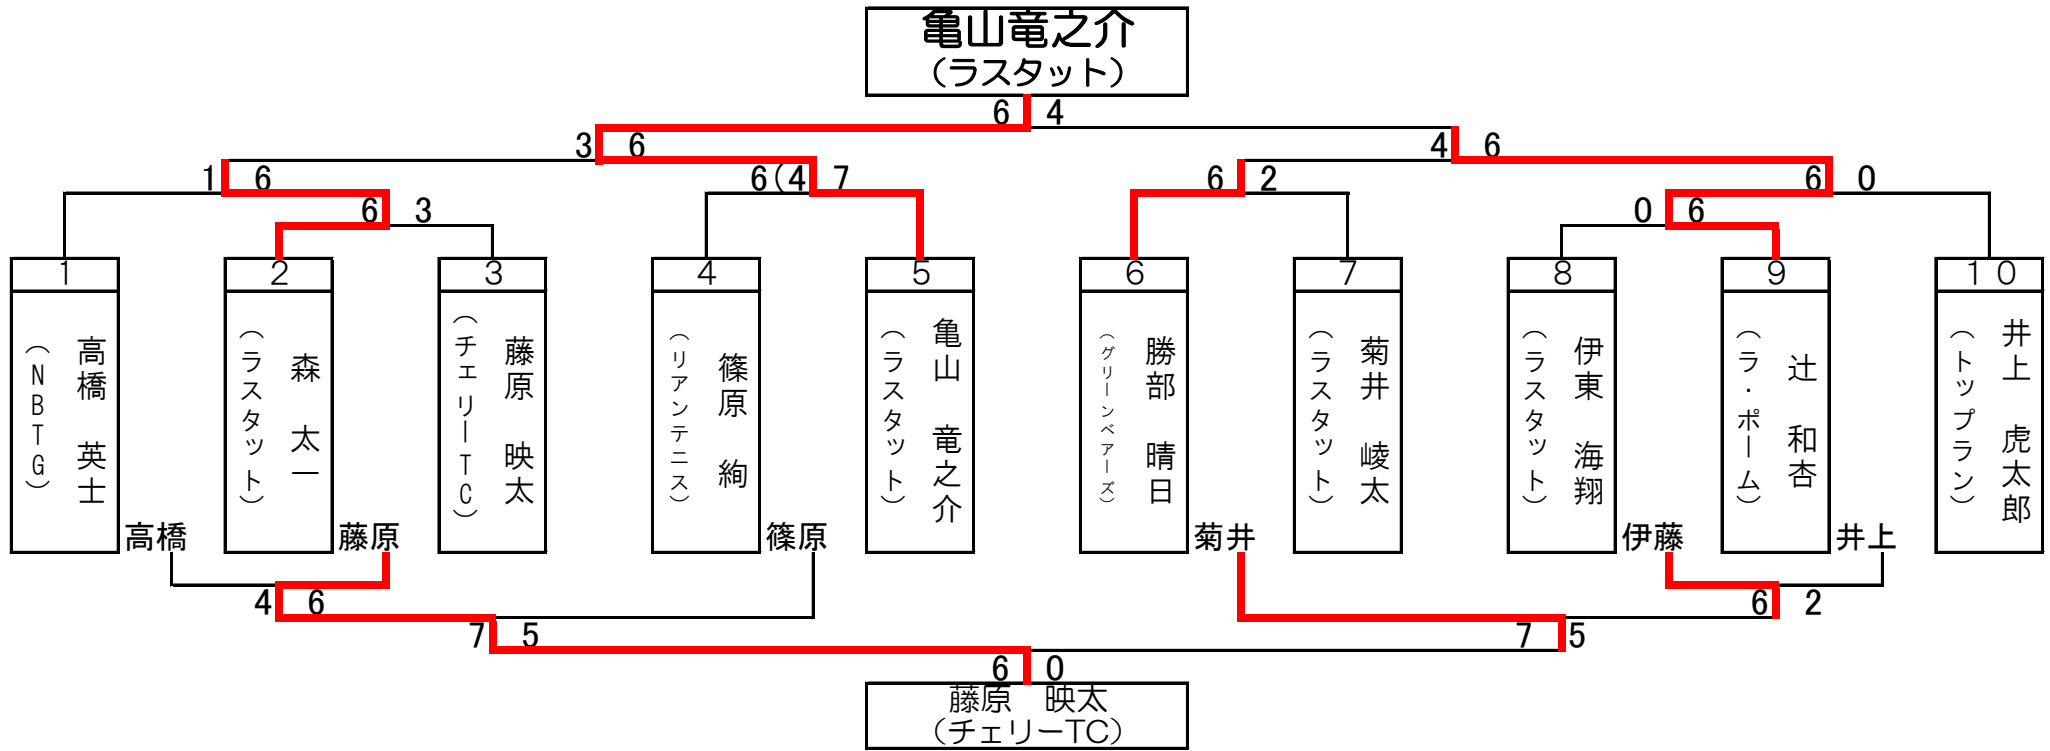 亀山竜之介
（ラスタット）
6 4
3 6
4 6
1 6
6（4 7
6 2
6 0
6 3
0 6
1
2
3
4
5
6
7
8
9
10
高橋　英士
（NBTG）
森　太一
（ラスタット）
藤原　映太
（チェリーTC）
篠原　絢
（リアンテニス）
亀山　竜之介
（ラスタット）
勝部　晴日
（グリーンベアーズ）
菊井　崚太
（ラスタット）
伊東　海翔
（ラスタット）
辻　和杏
（ラ・ポーム）
井上　虎太郎
（トップラン）
高橋
藤原
篠原
菊井
伊藤
井上
4 6
6 2
7 5
7 5
6 0
藤原　映太
（チェリーTC）